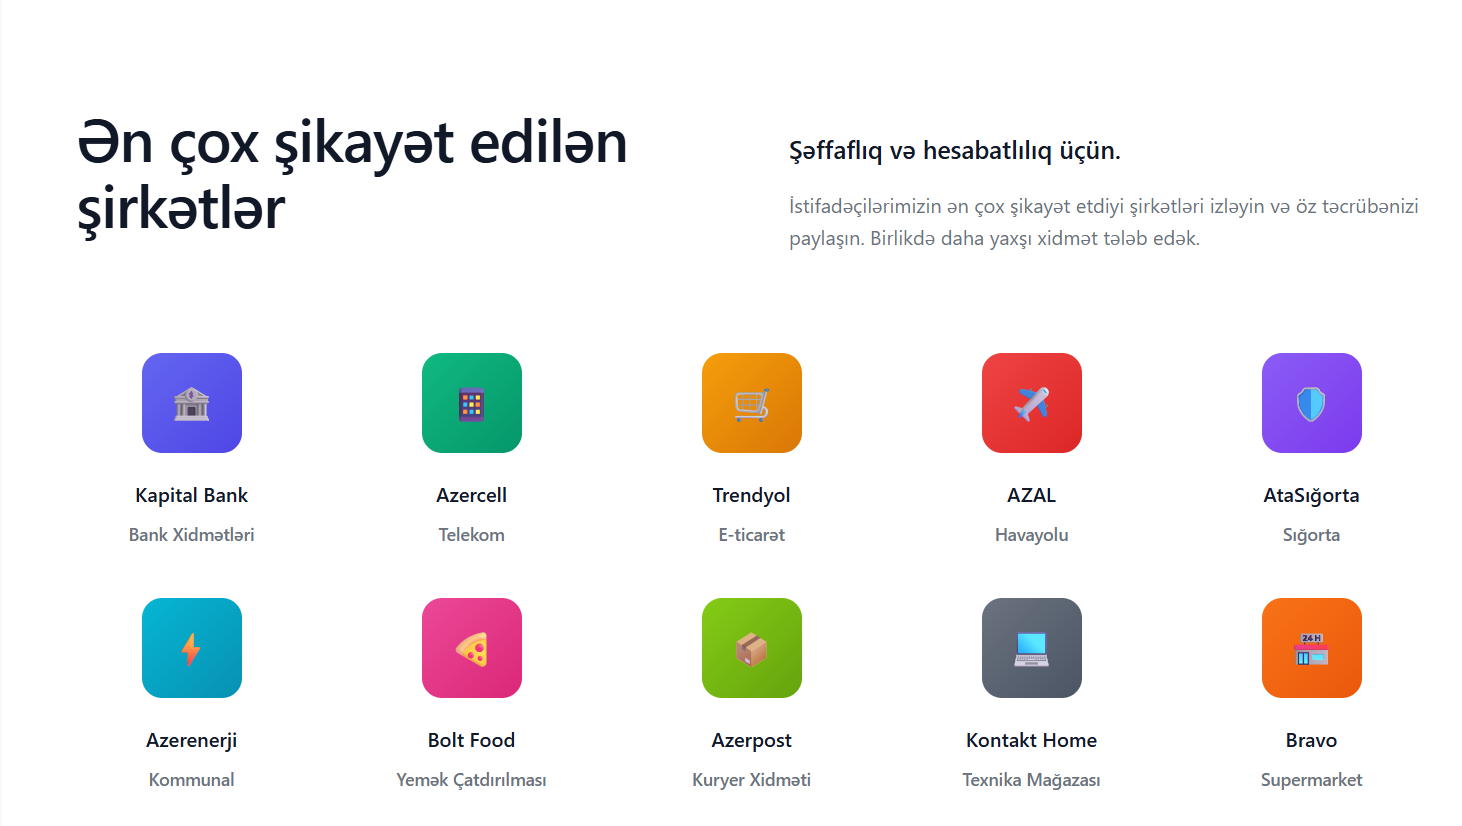 Ən çox şikayət edilən
şirkətlər
Şəffaflıq və hesabatlılıq üçün.
İstifadəçilərimizin ən çox şikayət etdiyi şirkətləri izləyin və öz təcrübənizi
paylaşın. Birlikdə daha yaxşı xidmət tələb edək.
Kapital Bank
Bank Xidmətləri
Azercell
Telekom
Trendyol
E-ticarət
AZAL
Havayolu
AtaSığorta
Sığorta
24 H
Azerenerji
Kommunal
Bolt Food
Yemək Çatdırılması
Azerpost
Kuryer Xidməti
Kontakt Home
Texnika Mağazası
Bravo
Supermarket